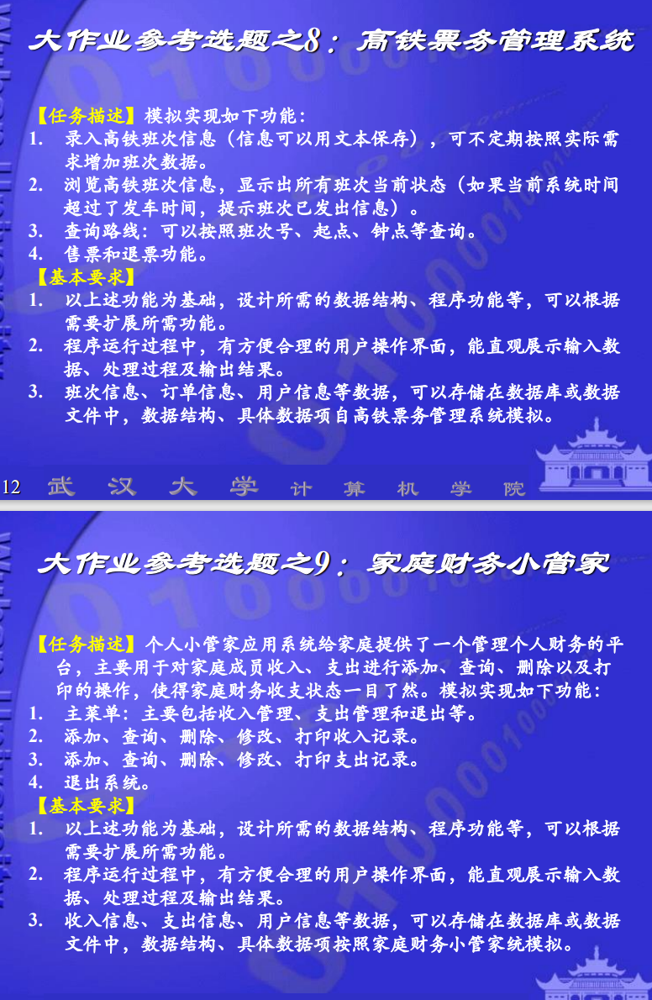 大作业参考选题之8：高铁票务管理系统
【任务描述】模拟实现如下功能：
1. 录入高铁班次信息（信息可以用文本保存），可不定期按照实际需
求增加班次数据。
2. 浏览高铁班次信息，显示出所有班次当前状态（如果当前系统时间
超过了发车时间，提示班次已发出信息）。
3. 查询路线：可以按照班次号、起点、钟点等查询。
4. 售票和退票功能。
【基本要求】
1. 以上述功能为基础，设计所需的数据结构、程序功能等，可以根据
需要扩展所需功能。
2. 程序运行过程中，有方便合理的用户操作界面，能直观展示输入数
据、处理过程及输出结果。
3. 班次信息、订单信息、用户信息等数据，可以存储在数据库或数据
文件中，数据结构、具体数据项自高铁票务管理系统模拟。
12 武汉大学计算机学院
大作业参考选题之9：家庭财务小管家
【任务描述】个人小管家应用系统给家庭提供了一个管理个人财务的平
台，主要用于对家庭成员收入、支出进行添加、查询、删除以及打
印的操作，使得家庭财务收支状态一目了然。模拟实现如下功能：
1. 主菜单：主要包括收入管理、支出管理和退出等。
2. 添加、查询、删除、修改、打印收入记录。
3. 添加、查询、删除、修改、打印支出记录。
4. 退出系统。
【基本要求】
1. 以上述功能为基础，设计所需的数据结构、程序功能等，可以根据
需要扩展所需功能。
2. 程序运行过程中，有方便合理的用户操作界面，能直观展示输入数
据、处理过程及输出结果。
3. 收入信息、支出信息、用户信息等数据，可以存储在数据库或数据
文件中，数据结构、具体数据项按照家庭财务小管家统模拟。